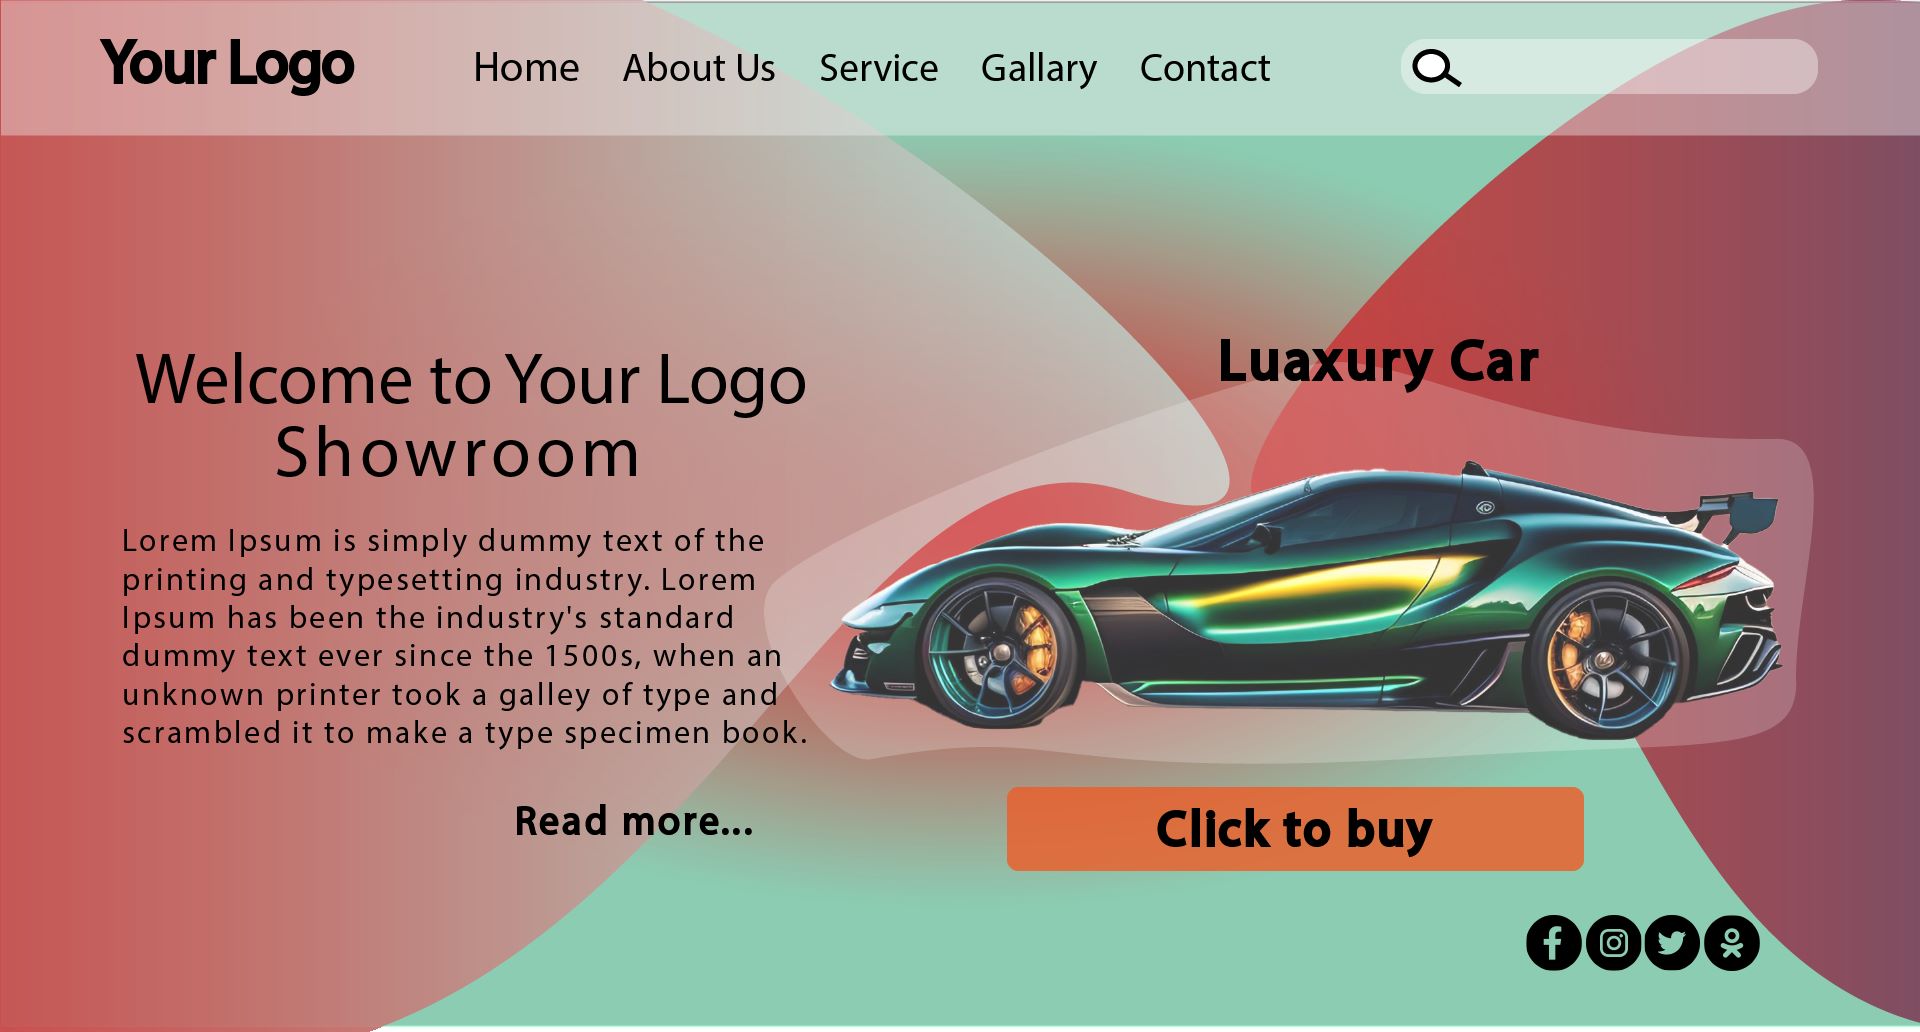 Your Logo
Home About Us Service Gallary Contact
Welcome to Your Logo
Showroom
Lorem Ipsum is simply dummy text of the
printing and typesetting industry. Lorem
Ipsum has been the industry's standard
dummy text ever since the 1500s, when an
unknown printer took a galley of type and
scrambled it to make a type specimen book.
Read more...
Luaxury Car
Click to buy